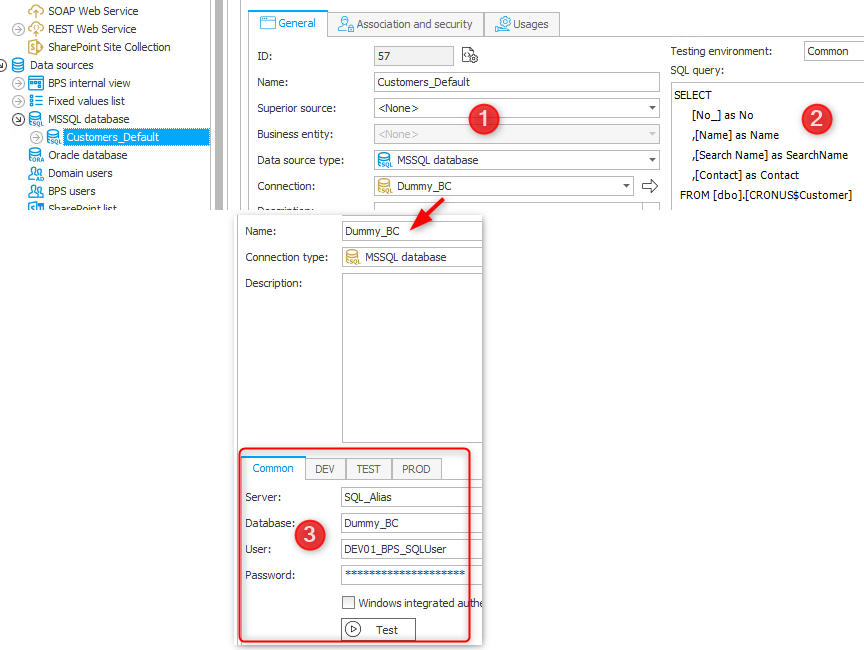 SOAP Web Service
REST Web Service
SharePoint Site Collection
Data sources
BPS internal view
Fixed values list
MSSQL database
Customers_Default
Oracle database
Domain users
BPS users
SharePoint list
General
Association and security
Usages
ID:
57
Name:
Customers_Default
Superior source:
<None>
Business entity:
<None>
Data source type:
MSSQL database
Connection:
Dummy_BC
Description:
1
Testing environment:
Common
SQL query:
SELECT
[No_] as No
,[Name] as Name
,[Search Name] as SearchName
,[Contact] as Contact
FROM [dbo].[CRONUS$Customer]
2
Name:
Dummy_BC
Connection type:
MSSQL database
Description:
Common
DEV
TEST
PROD
Server:
SQL_Alias
Database:
Dummy_BC
User:
DEV01_BPS_SQLUser
Password:
********************
3
Windows integrated authe
Test